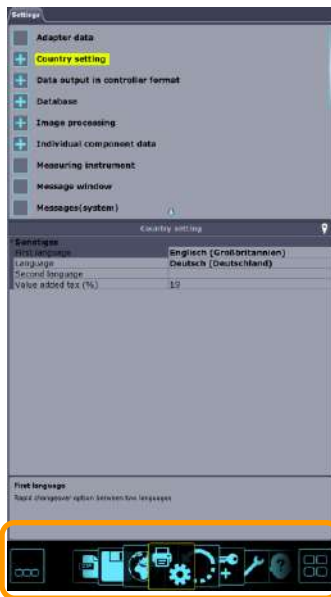 Settings
Adapter data
Country setting
Data output in controller format
Database
Image processing
Individual component data
Measuring instrument
Message window
Messages(system)
Country setting
Sonstiges
First language Englisch (Großbritannien)
Language Deutsch (Deutschland)
Second language
Value added tax (%) 19
First language
Rapid changeover option between two languages